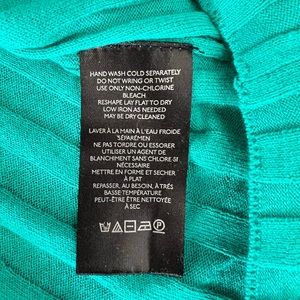 HAND WASH COLD SEPARATELY
DO NOT WRING OR TWIST
USE ONLY NON-CHLORINE
BLEACH
RESHAPE LAY FLAT TO DRY
LOW IRON AS NEEDED
MAY BE DRY CLEANED
LAVER À LA MAIN À L'EAU FROIDE
SÉPARÉMEN
NE PAS TORDRE OU ESSORER
UTILISER UN AGENT DE
BLANCHIMENT SANS CHLORE SI
NÉCESSAIRE
METTRE EN FORME ET SÉCHER
À PLAT
REPASSER, AU BESOIN, À TRÈS
BASSE TEMPÉRATURE
PEUT-ÊTRE ÊTRE NETTOYÉ
À SEC
P